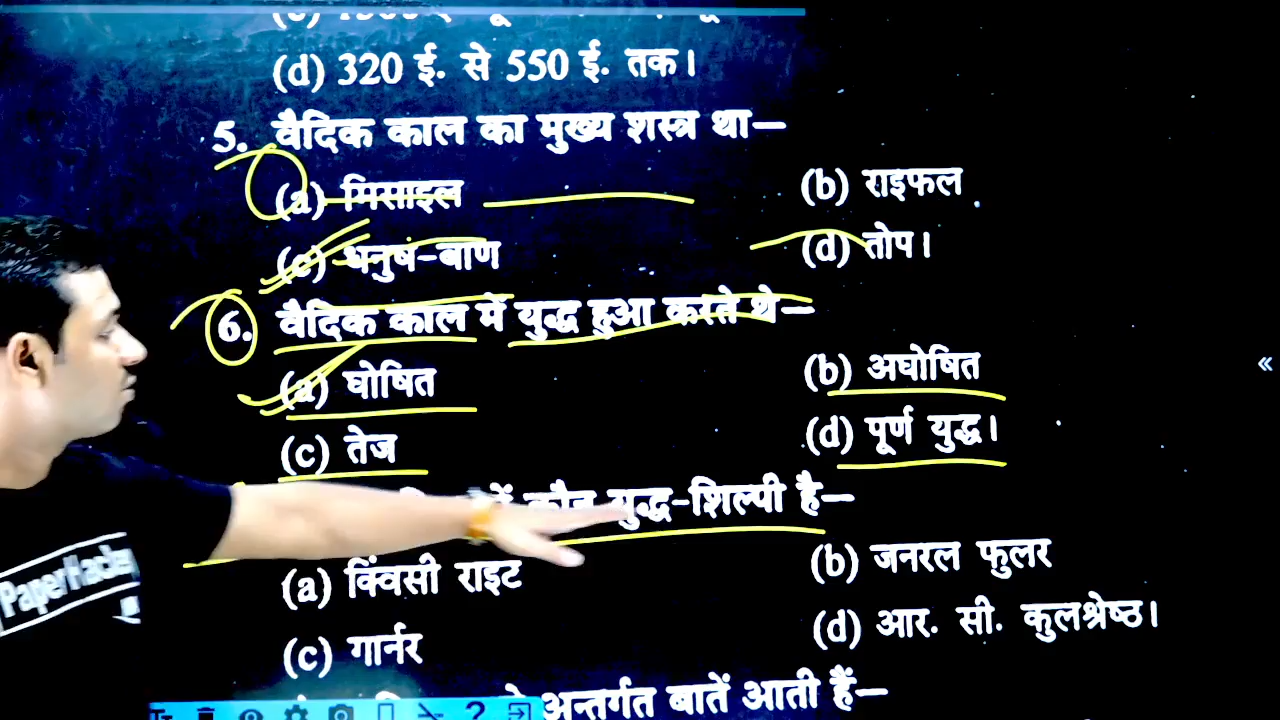 (d) 320 ई. से 550 ई. तक।
5. वैदिक काल का मुख्य शस्त्र था—
(a) मिसाइल (b) राइफल
(c) धनुष-बाण (d) तोप।
6. वैदिक काल में युद्ध हुआ करते थे—
(a) घोषित (b) अघोषित
(c) तेज (d) पूर्ण युद्ध।
कौन युद्ध-शिल्पी है—
(a) क्विंसी राइट (b) जनरल फुलर
(c) गार्नर (d) आर. सी. कुलश्रेष्ठ।
अन्तर्गत बातें आती हैं—